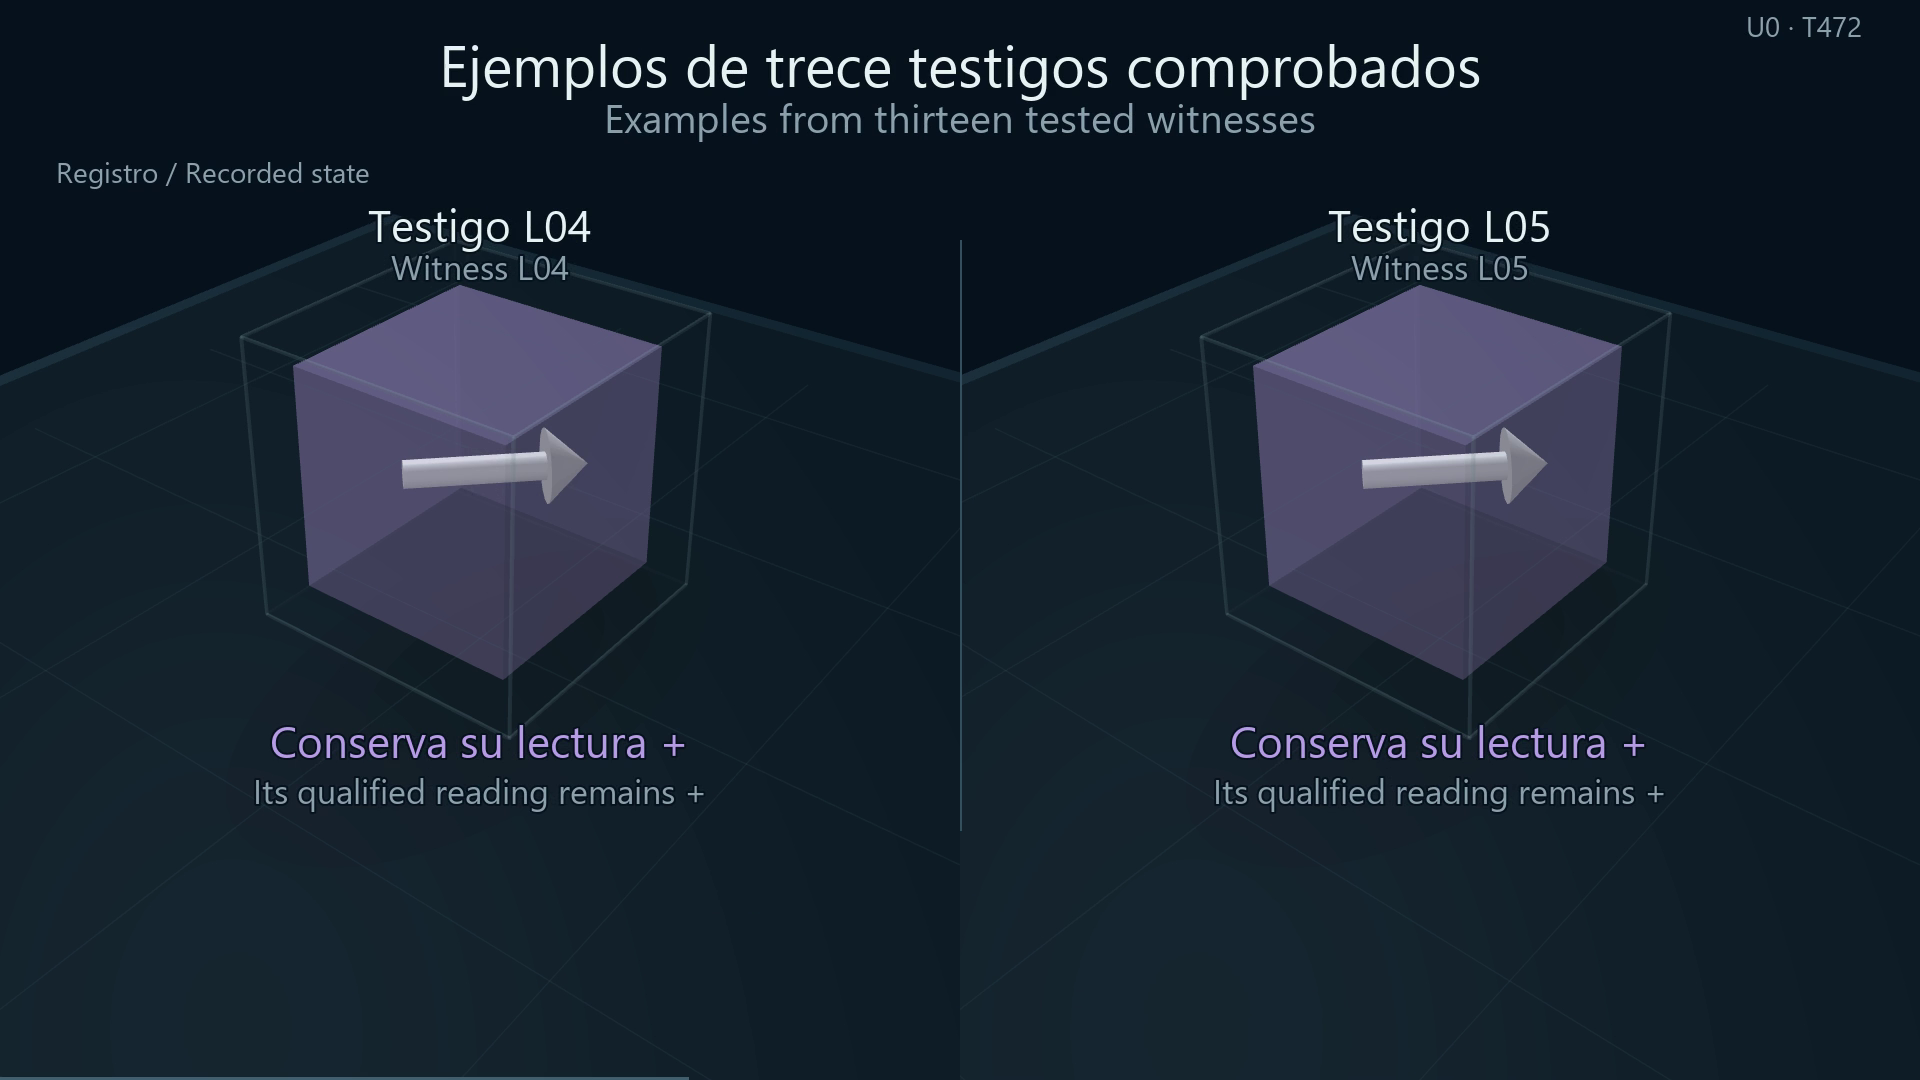 U0 · T472
Ejemplos de trece testigos comprobados
Examples from thirteen tested witnesses
Registro / Recorded state
Testigo L04
Witness L04
Conserva su lectura +
Its qualified reading remains +
Testigo L05
Witness L05
Conserva su lectura +
Its qualified reading remains +